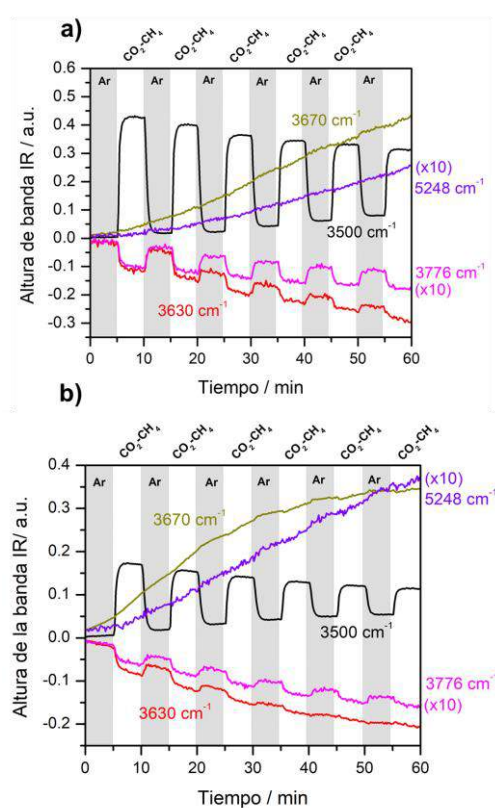 a)
CO₂-CH₄ CO₂-CH₄ CO₂-CH₄ CO₂-CH₄ CO₂-CH₄
Ar Ar Ar Ar Ar Ar
Altura de banda IR / a.u.
0.6
0.5
0.4
0.3
0.2
0.1
0.0
-0.1
-0.2
-0.3
3670 cm⁻¹
(x10)
5248 cm⁻¹
3500 cm⁻¹
3776 cm⁻¹
(x10)
3630 cm⁻¹
0 10 20 30 40 50 60
Tiempo / min
b)
CO₂-CH₄ CO₂-CH₄ CO₂-CH₄ CO₂-CH₄ CO₂-CH₄ CO₂-CH₄
Ar Ar Ar Ar Ar Ar
Altura de la banda IR/ a.u.
0.4
0.3
0.2
0.1
0.0
-0.1
-0.2
(x10)
5248 cm⁻¹
3670 cm⁻¹
3500 cm⁻¹
3776 cm⁻¹
(x10)
3630 cm⁻¹
0 10 20 30 40 50 60
Tiempo / min